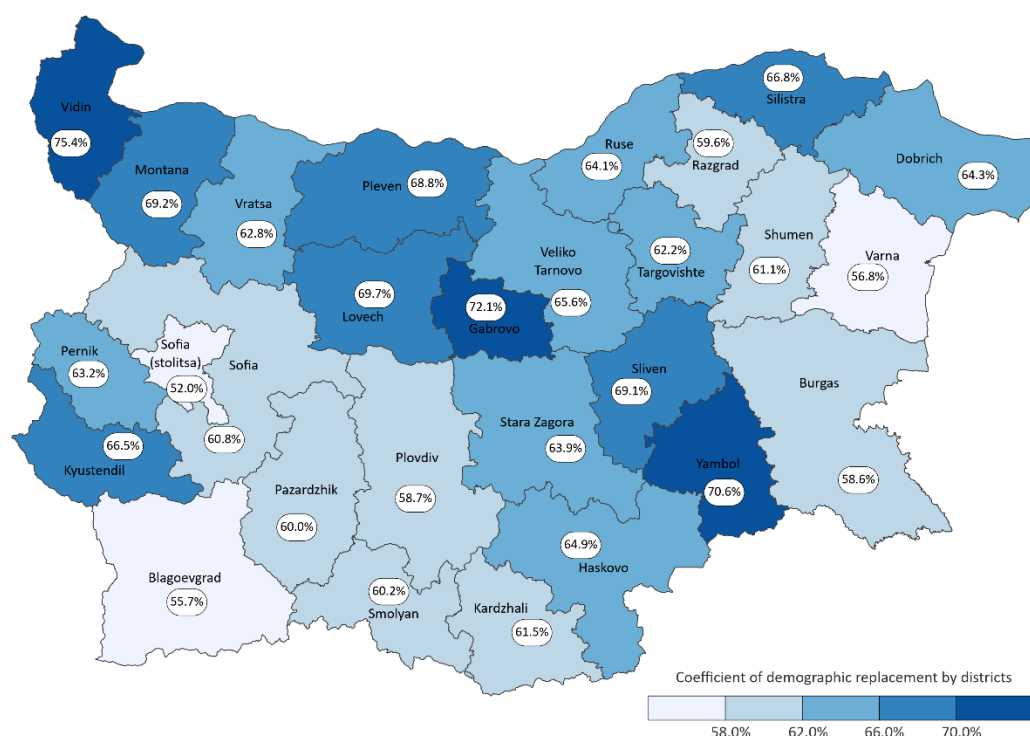 Vidin
75.4%
Montana
69.2%
Vratsa
62.8%
Pleven
68.8%
Lovech
69.7%
Gabrovo
72.1%
Veliko
Tarnovo
65.6%
Ruse
64.1%
Razgrad
59.6%
Silistra
66.8%
Dobrich
64.3%
Shumen
61.1%
Varna
56.8%
Targovishte
62.2%
Pernik
63.2%
Sofia
(stolitsa)
52.0%
Sofia
60.8%
Kyustendil
66.5%
Blagoevgrad
55.7%
Pazardzhik
60.0%
Plovdiv
58.7%
Smolyan
60.2%
Kardzhali
61.5%
Haskovo
64.9%
Stara Zagora
63.9%
Sliven
69.1%
Yambol
70.6%
Burgas
58.6%
Coefficient of demographic replacement by districts
58.0% 62.0% 66.0% 70.0%